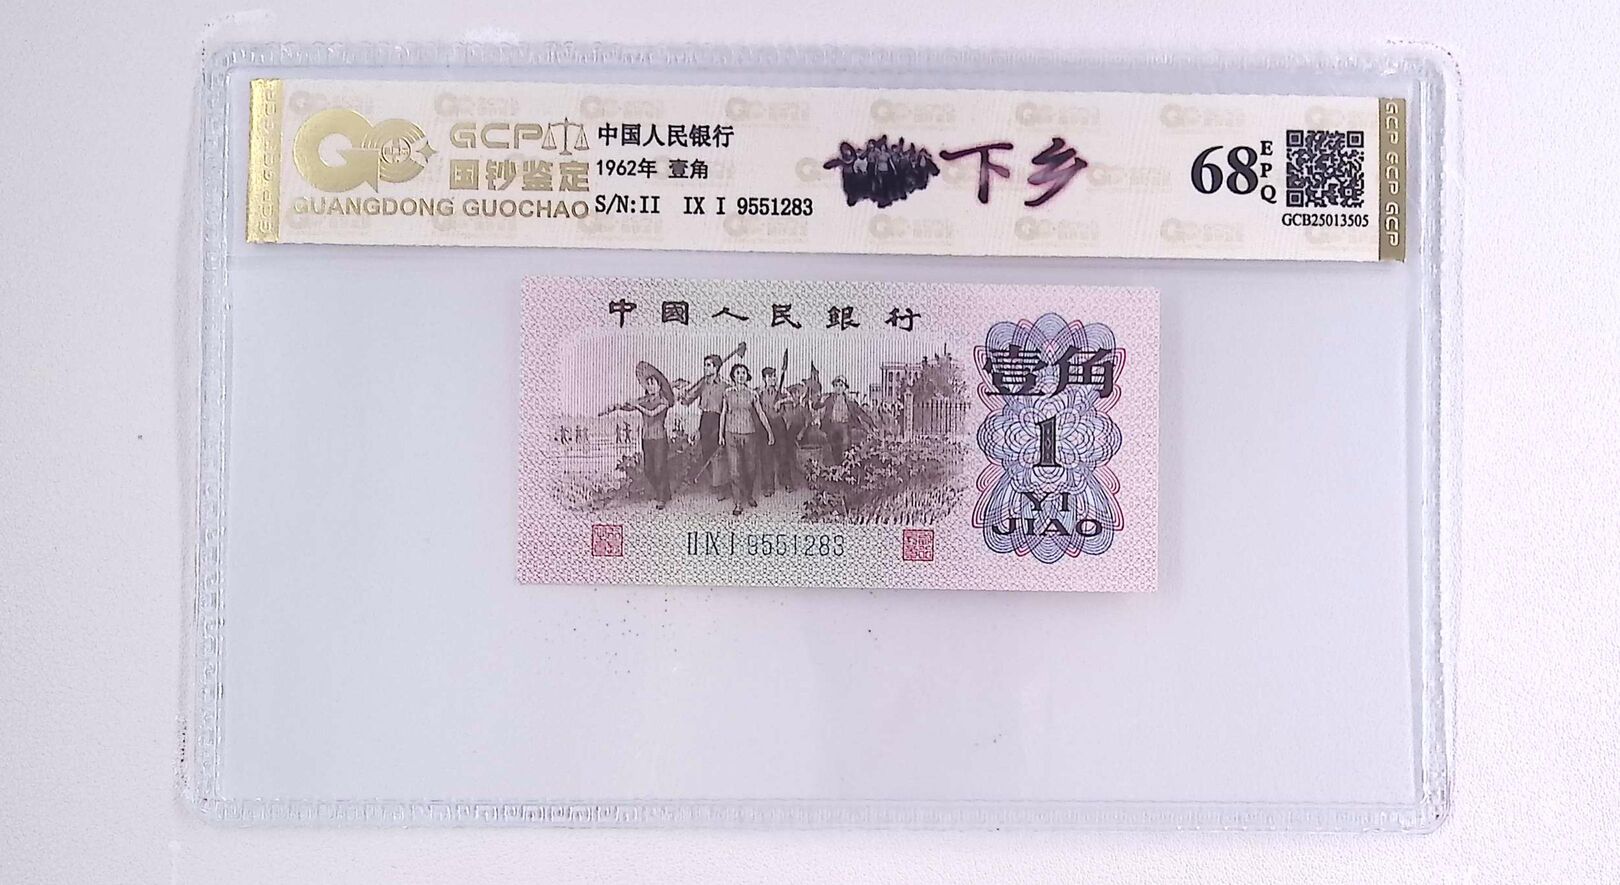 GCP
国钞鉴定
GUANGDONG GUOCHAO
中国人民银行
1962年 壹角
S/N:II IX I 9551283
下乡
68
EPQ
GCB25013505
GCP GCP GCP
中國人民銀行
壹角
1
YI
JIAO
II IX I 9551283